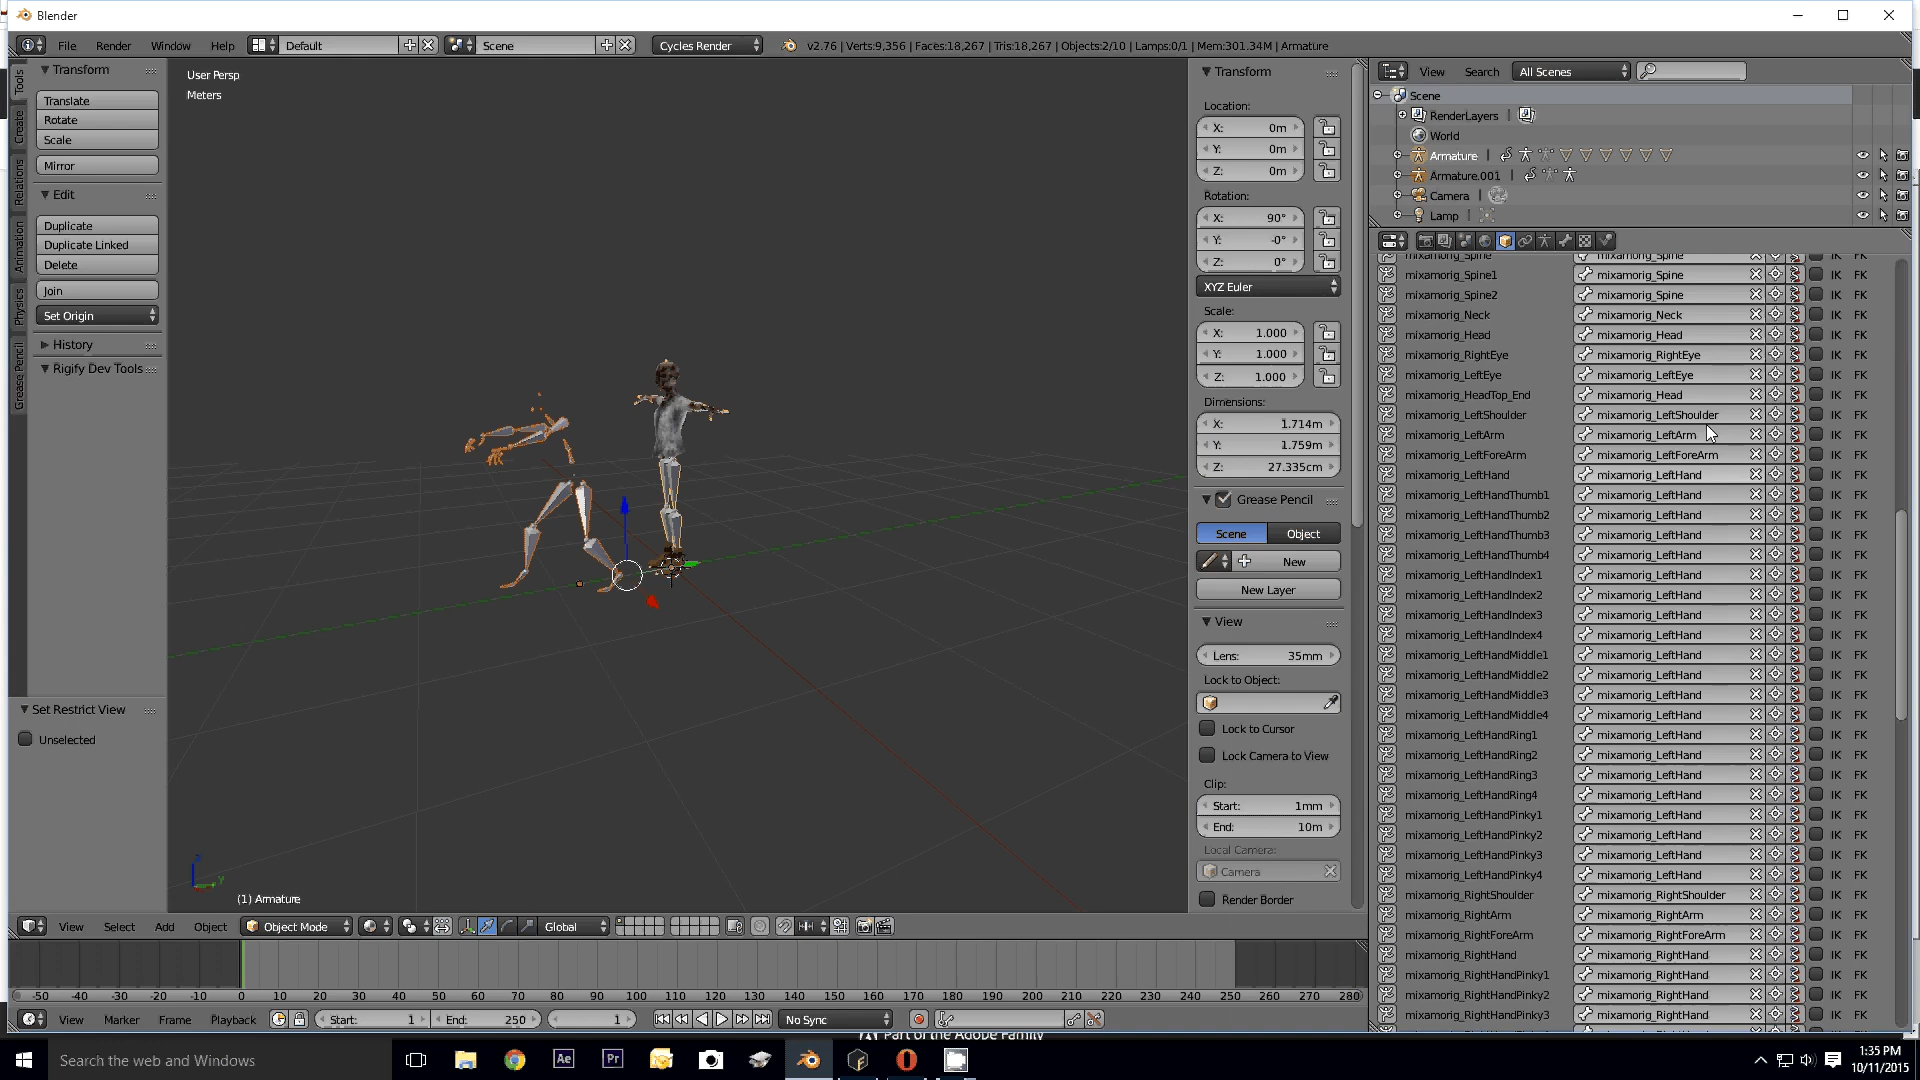 Blender
File Render Window Help Default Scene Cycles Render v2.76 | Verts:9,356 | Faces:18,267 | Tris:18,267 | Objects:2/10 | Lamps:0/1 | Mem:301.34M | Armature
Tools
Create
Relations
Animation
Physics
Grease Pencil
Transform
Translate
Rotate
Scale
Mirror
Edit
Duplicate
Duplicate Linked
Delete
Join
Set Origin
History
Rigify Dev Tools
Set Restrict View
Unselected
User Persp
Meters
(1) Armature
Transform
Location:
X: 0m
Y: 0m
Z: 0m
Rotation:
X: 90°
Y: -0°
Z: 0°
XYZ Euler
Scale:
X: 1.000
Y: 1.000
Z: 1.000
Dimensions:
X: 1.714m
Y: 1.759m
Z: 27.335cm
Grease Pencil
Scene Object
New
New Layer
View
Lens: 35mm
Lock to Object:
Lock to Cursor
Lock Camera to View
Clip:
Start: 1mm
End: 10m
Local Camera:
Camera
Render Border
View Search All Scenes
Scene
RenderLayers
World
Armature
Armature.001
Camera
Lamp
mixamorig_Spine mixamorig_Spine IK FK
mixamorig_Spine1 mixamorig_Spine IK FK
mixamorig_Spine2 mixamorig_Spine IK FK
mixamorig_Neck mixamorig_Neck IK FK
mixamorig_Head mixamorig_Head IK FK
mixamorig_RightEye mixamorig_RightEye IK FK
mixamorig_LeftEye mixamorig_LeftEye IK FK
mixamorig_HeadTop_End mixamorig_Head IK FK
mixamorig_LeftShoulder mixamorig_LeftShoulder IK FK
mixamorig_LeftArm mixamorig_LeftArm IK FK
mixamorig_LeftForeArm mixamorig_LeftForeArm IK FK
mixamorig_LeftHand mixamorig_LeftHand IK FK
mixamorig_LeftHandThumb1 mixamorig_LeftHand IK FK
mixamorig_LeftHandThumb2 mixamorig_LeftHand IK FK
mixamorig_LeftHandThumb3 mixamorig_LeftHand IK FK
mixamorig_LeftHandThumb4 mixamorig_LeftHand IK FK
mixamorig_LeftHandIndex1 mixamorig_LeftHand IK FK
mixamorig_LeftHandIndex2 mixamorig_LeftHand IK FK
mixamorig_LeftHandIndex3 mixamorig_LeftHand IK FK
mixamorig_LeftHandIndex4 mixamorig_LeftHand IK FK
mixamorig_LeftHandMiddle1 mixamorig_LeftHand IK FK
mixamorig_LeftHandMiddle2 mixamorig_LeftHand IK FK
mixamorig_LeftHandMiddle3 mixamorig_LeftHand IK FK
mixamorig_LeftHandMiddle4 mixamorig_LeftHand IK FK
mixamorig_LeftHandRing1 mixamorig_LeftHand IK FK
mixamorig_LeftHandRing2 mixamorig_LeftHand IK FK
mixamorig_LeftHandRing3 mixamorig_LeftHand IK FK
mixamorig_LeftHandRing4 mixamorig_LeftHand IK FK
mixamorig_LeftHandPinky1 mixamorig_LeftHand IK FK
mixamorig_LeftHandPinky2 mixamorig_LeftHand IK FK
mixamorig_LeftHandPinky3 mixamorig_LeftHand IK FK
mixamorig_LeftHandPinky4 mixamorig_LeftHand IK FK
mixamorig_RightShoulder mixamorig_RightShoulder IK FK
mixamorig_RightArm mixamorig_RightArm IK FK
mixamorig_RightForeArm mixamorig_RightForeArm IK FK
mixamorig_RightHand mixamorig_RightHand IK FK
mixamorig_RightHandPinky1 mixamorig_RightHand IK FK
mixamorig_RightHandPinky2 mixamorig_RightHand IK FK
mixamorig_RightHandPinky3 mixamorig_RightHand IK FK
View Select Add Object Object Mode Global
-50 -40 -30 -20 -10 0 10 20 30 40 50 60 70 80 90 100 110 120 130 140 150 160 170 180 190 200 210 220 230 240 250 260 270 280
View Marker Frame Playback Start: 1 End: 250 1 No Sync
Part of the Adobe Family
Search the web and Windows
Ae
Pr
1:35 PM
10/11/2015